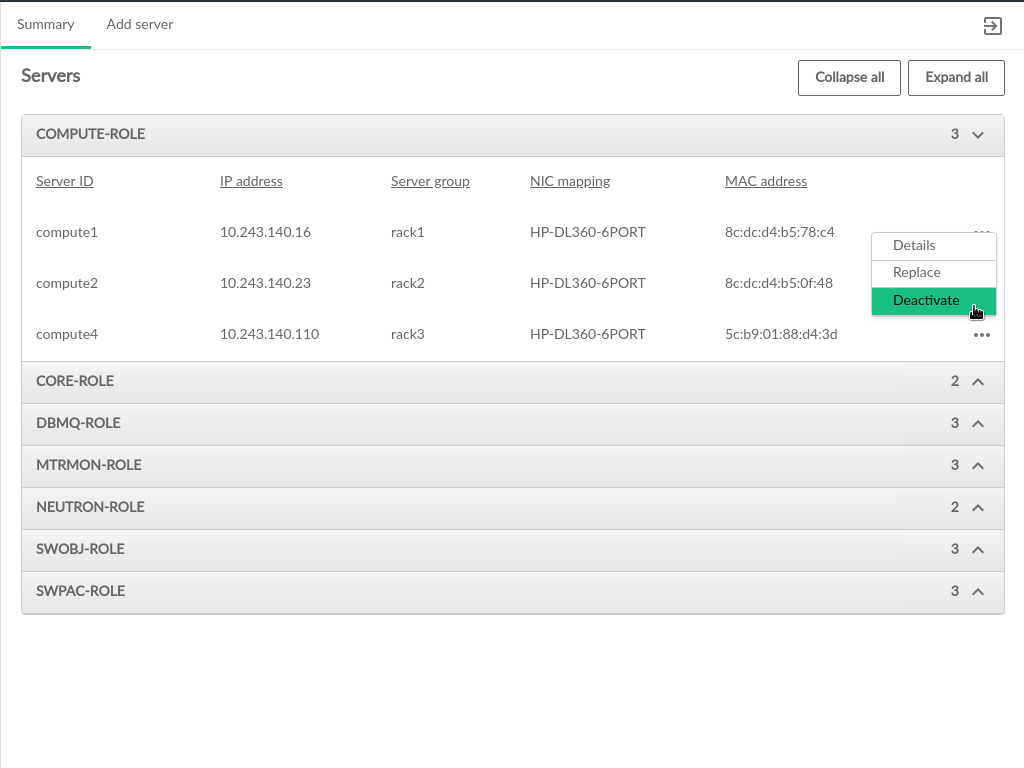 Summary Add server
Servers Collapse all Expand all
COMPUTE-ROLE 3
Server ID IP address Server group NIC mapping MAC address
compute1 10.243.140.16 rack1 HP-DL360-6PORT 8c:dc:d4:b5:78:c4
Details
Replace
compute2 10.243.140.23 rack2 HP-DL360-6PORT 8c:dc:d4:b5:0f:48
Deactivate
compute4 10.243.140.110 rack3 HP-DL360-6PORT 5c:b9:01:88:d4:3d
CORE-ROLE 2
DBMQ-ROLE 3
MTRMON-ROLE 3
NEUTRON-ROLE 2
SWOBJ-ROLE 3
SWPAC-ROLE 3